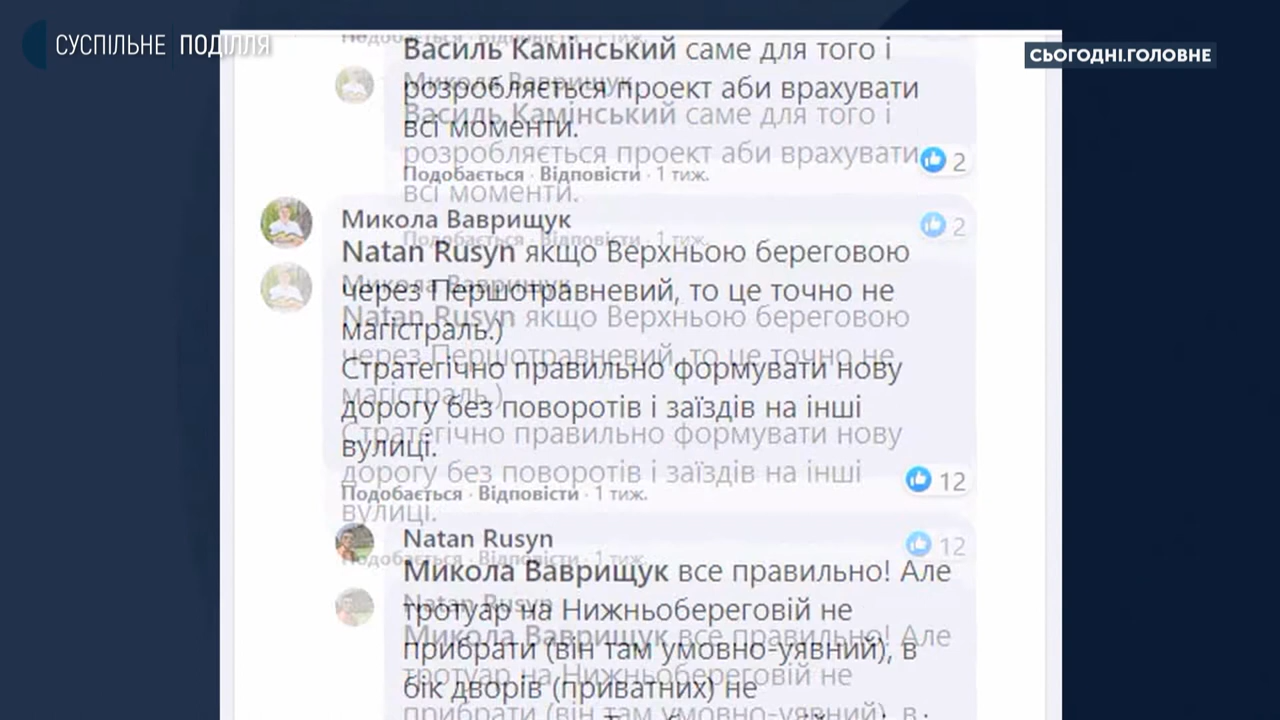 СУСПІЛЬНЕ ПОДІЛЛЯ
СЬОГОДНІ.ГОЛОВНЕ
Василь Камінський саме для того і
розробляється проект аби врахувати
всі моменти.
2
Подобається · Відповісти · 1 тиж.
Микола Ваврищук
Natan Rusyn якщо Верхньою береговою
через Першотравневий, то це точно не
магістраль.)
Стратегічно правильно формувати нову
дорогу без поворотів і заїздів на інші
вулиці.
12
Подобається · Відповісти · 1 тиж.
Natan Rusyn
Микола Ваврищук все правильно! Але
тротуар на Нижньобереговій не
прибрати (він там умовно-уявний), в
бік дворів (приватних) не